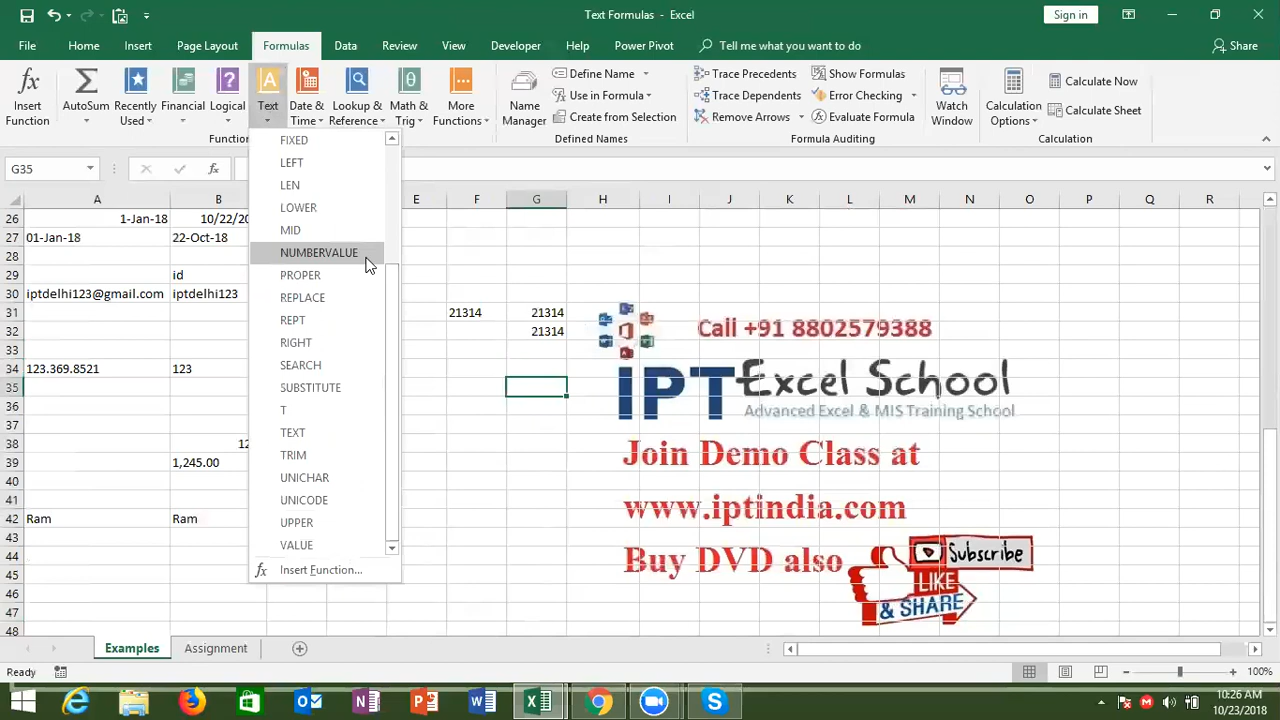 Text Formulas - Excel
Sign in
File
Home
Insert
Page Layout
Formulas
Data
Review
View
Developer
Help
Power Pivot
Tell me what you want to do
Share
fx
Insert
Function
AutoSum
Recently
Used
Financial
Logical
Text
Date &
Time
Lookup &
Reference
Math &
Trig
More
Functions
Name
Manager
Define Name
Use in Formula
Create from Selection
Defined Names
Trace Precedents
Trace Dependents
Remove Arrows
Show Formulas
Error Checking
Evaluate Formula
Formula Auditing
Watch
Window
Calculation
Options
Calculate Now
Calculate Sheet
Calculation
G35
fx
A B E F G H I J K L M N O P Q R
FIXED
LEFT
LEN
LOWER
MID
NUMBERVALUE
PROPER
REPLACE
REPT
RIGHT
SEARCH
SUBSTITUTE
T
TEXT
TRIM
UNICHAR
UNICODE
UPPER
VALUE
fx Insert Function...
26 1-Jan-18
27 01-Jan-18 22-Oct-18
28
29 id
30 iptdelhi123@gmail.com iptdelhi123
31 21314 21314
32 21314
33
34 123.369.8521 123
35
36
37
38
39 1,245.00
40
41
42 Ram Ram
43
44
45
46
47
48
Call +91 8802579388
IPT Excel School
Advanced Excel & MIS Training School
Join Demo Class at
www.iptindia.com
Buy DVD also
Subscribe
LIKE
& SHARE
Examples
Assignment
Ready
100%
10:26 AM
10/23/2018